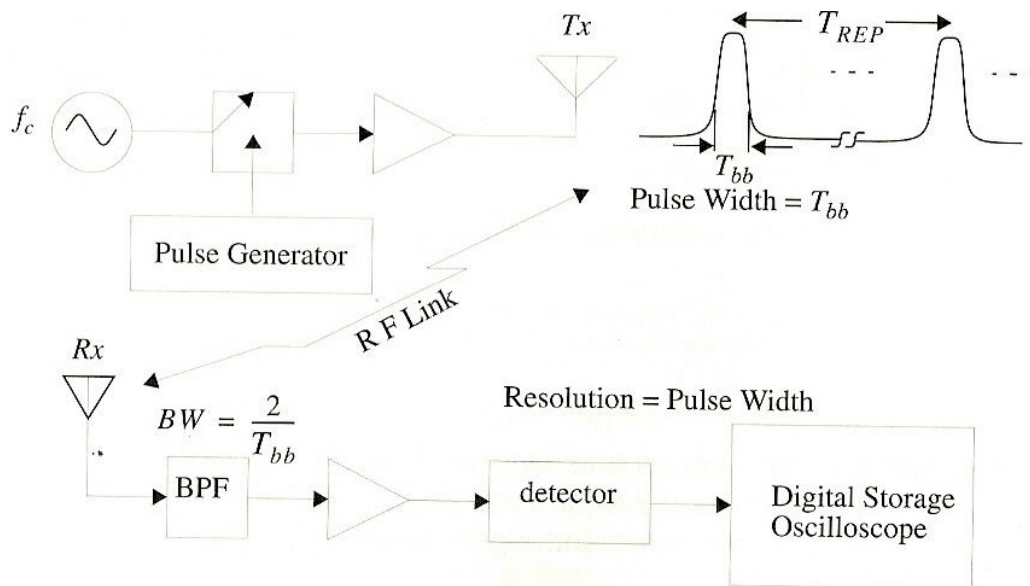 Tx
T_REP
f_c
T_bb
Pulse Width = T_bb
Pulse Generator
R F Link
Rx
Resolution = Pulse Width
BW = 2/T_bb
BPF
detector
Digital Storage
Oscilloscope